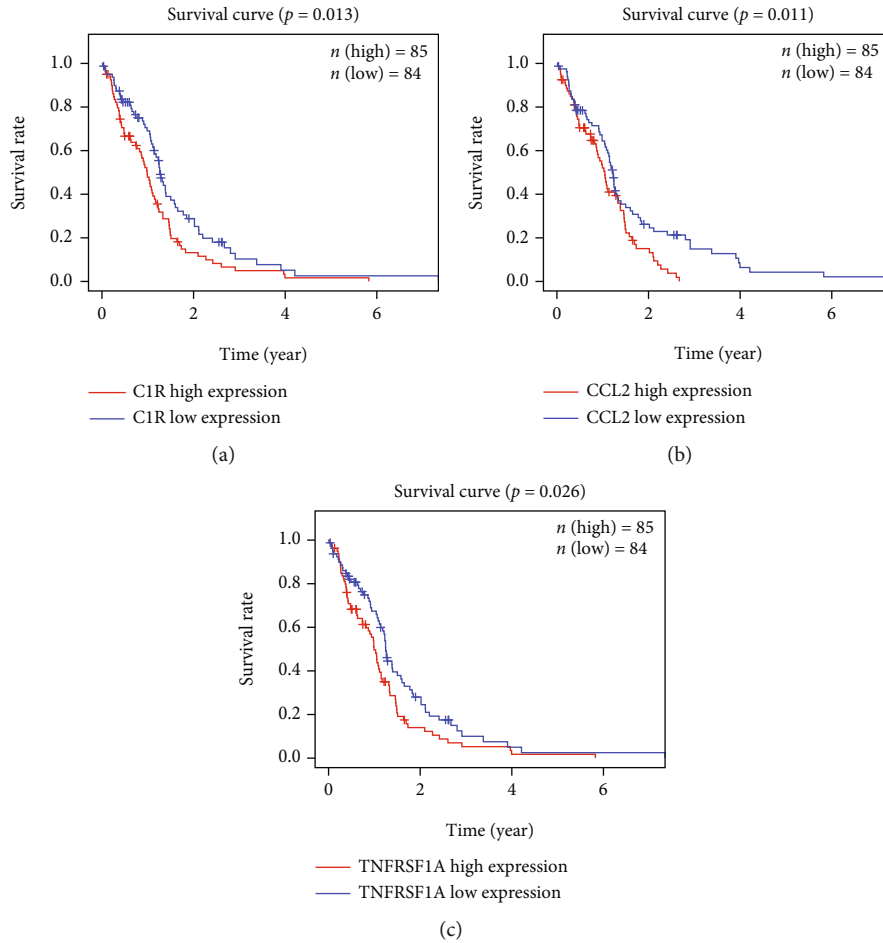 Survival curve (p = 0.013)
n (high) = 85
n (low) = 84
1.0
0.8
0.6
0.4
0.2
0.0
Survival rate
0 2 4 6
Time (year)
C1R high expression
C1R low expression
(a)
Survival curve (p = 0.011)
n (high) = 85
n (low) = 84
1.0
0.8
0.6
0.4
0.2
0.0
Survival rate
0 2 4 6
Time (year)
CCL2 high expression
CCL2 low expression
(b)
Survival curve (p = 0.026)
n (high) = 85
n (low) = 84
1.0
0.8
0.6
0.4
0.2
0.0
Survival rate
0 2 4 6
Time (year)
TNFRSF1A high expression
TNFRSF1A low expression
(c)